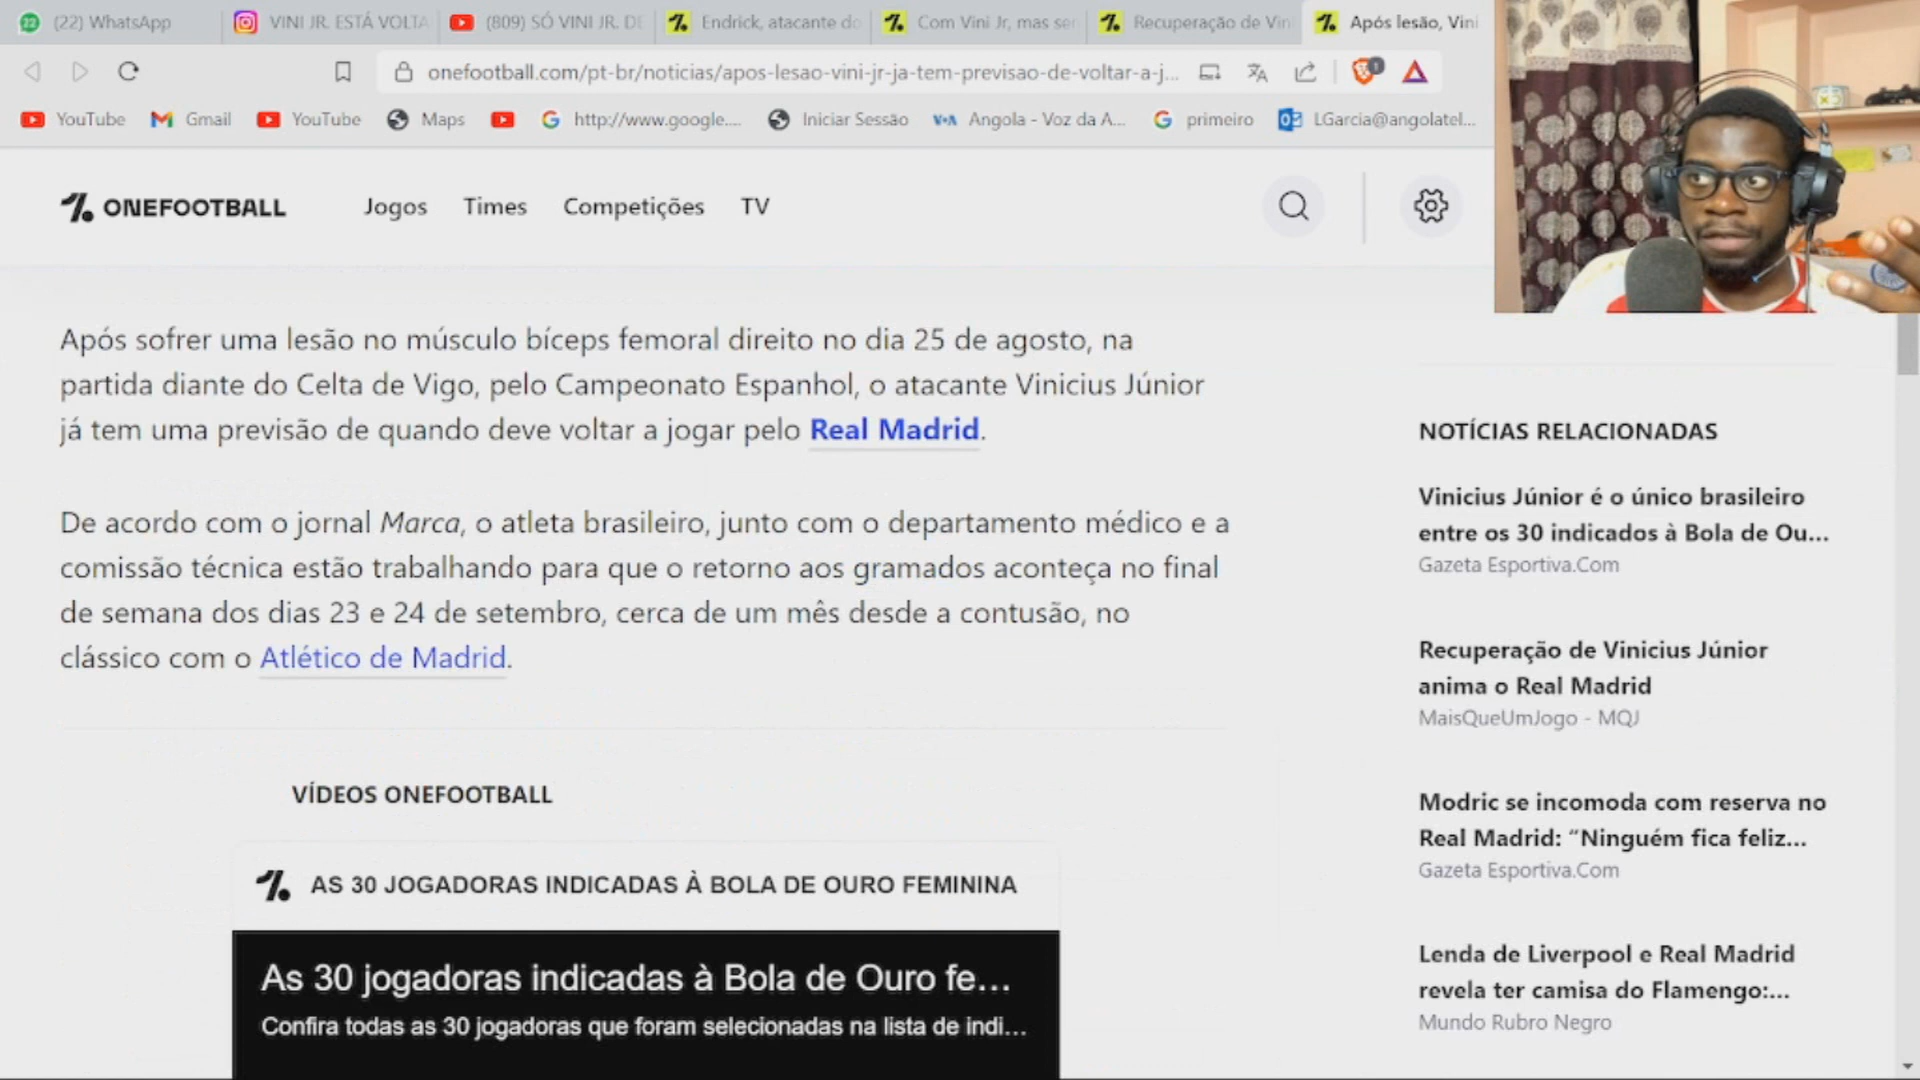 (22) WhatsApp
VINI JR. ESTÁ VOLTA
(809) SÓ VINI JR. DE
Endrick, atacante do
Com Vini Jr, mas ser
Recuperação de Vin
Após lesão, Vini
onefootball.com/pt-br/noticias/apos-lesao-vini-jr-ja-tem-previsao-de-voltar-a-j...
YouTube
Gmail
YouTube
Maps
http://www.google....
Iniciar Sessão
Angola - Voz da A...
primeiro
LGarcia@angolatel...
ONEFOOTBALL
Jogos
Times
Competições
TV
Após sofrer uma lesão no músculo bíceps femoral direito no dia 25 de agosto, na
partida diante do Celta de Vigo, pelo Campeonato Espanhol, o atacante Vinicius Júnior
já tem uma previsão de quando deve voltar a jogar pelo Real Madrid.
De acordo com o jornal Marca, o atleta brasileiro, junto com o departamento médico e a
comissão técnica estão trabalhando para que o retorno aos gramados aconteça no final
de semana dos dias 23 e 24 de setembro, cerca de um mês desde a contusão, no
clássico com o Atlético de Madrid.
VÍDEOS ONEFOOTBALL
AS 30 JOGADORAS INDICADAS À BOLA DE OURO FEMININA
As 30 jogadoras indicadas à Bola de Ouro fe...
Confira todas as 30 jogadoras que foram selecionadas na lista de indi...
NOTÍCIAS RELACIONADAS
Vinicius Júnior é o único brasileiro
entre os 30 indicados à Bola de Ou...
Gazeta Esportiva.Com
Recuperação de Vinicius Júnior
anima o Real Madrid
MaisQueUmJogo - MQJ
Modric se incomoda com reserva no
Real Madrid: “Ninguém fica feliz...
Gazeta Esportiva.Com
Lenda de Liverpool e Real Madrid
revela ter camisa do Flamengo:...
Mundo Rubro Negro